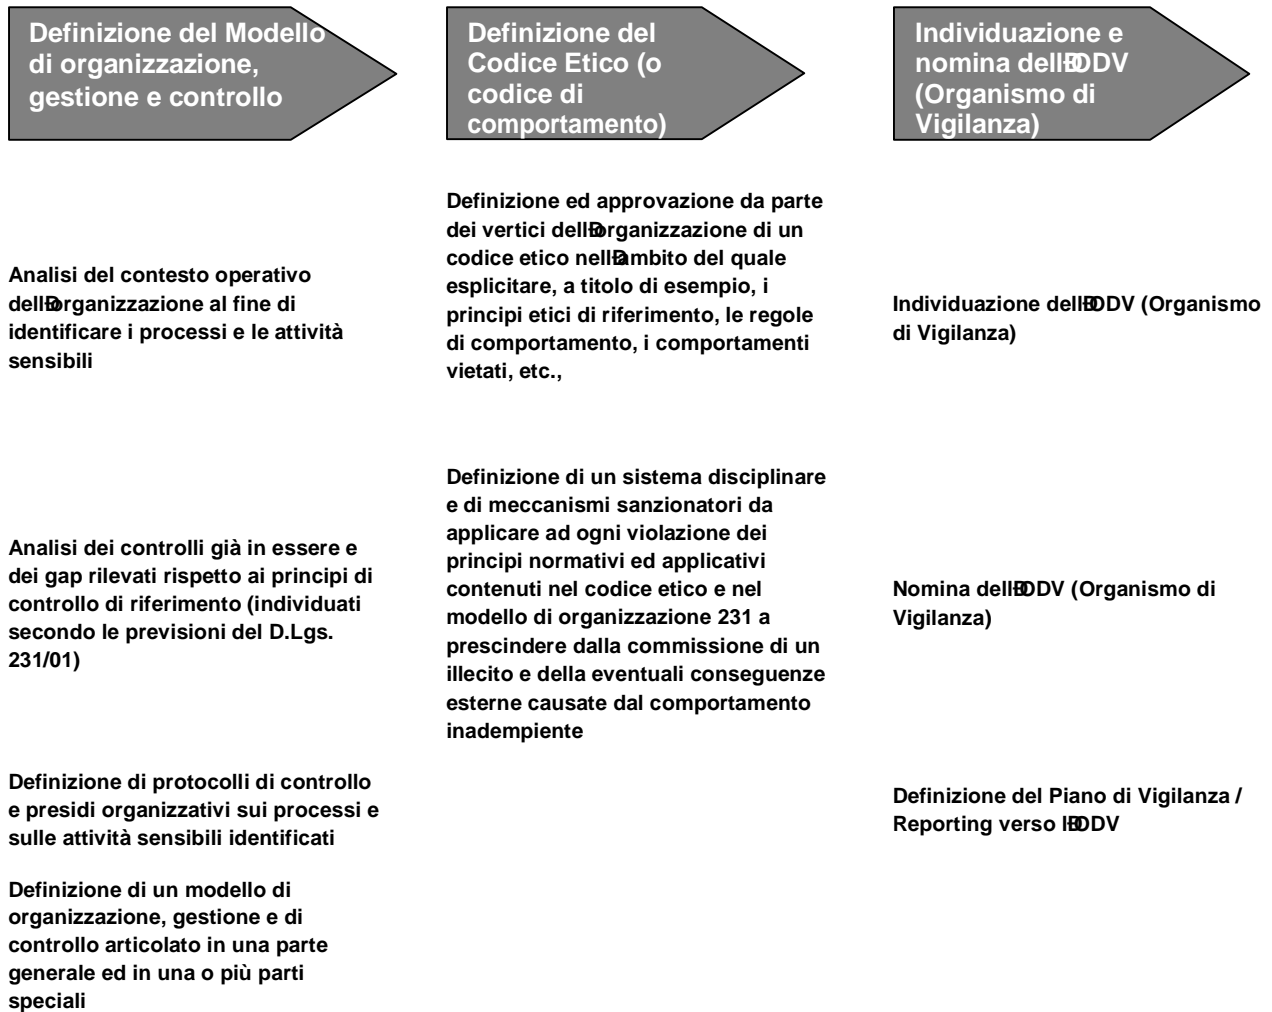 Definizione del Modello
di organizzazione,
gestione e controllo
Analisi del contesto operativo
dellÐorganizzazione al fine di
identificare i processi e le attività
sensibili
Analisi dei controlli già in essere e
dei gap rilevati rispetto ai principi di
controllo di riferimento (individuati
secondo le previsioni del D.Lgs.
231/01)
Definizione di protocolli di controllo
e presidi organizzativi sui processi e
sulle attività sensibili identificati
Definizione di un modello di
organizzazione, gestione e di
controllo articolato in una parte
generale ed in una o più parti
speciali
Definizione del
Codice Etico (o
codice di
comportamento)
Definizione ed approvazione da parte
dei vertici dellÐorganizzazione di un
codice etico nellÐambito del quale
esplicitare, a titolo di esempio, i
principi etici di riferimento, le regole
di comportamento, i comportamenti
vietati, etc.,
Definizione di un sistema disciplinare
e di meccanismi sanzionatori da
applicare ad ogni violazione dei
principi normativi ed applicativi
contenuti nel codice etico e nel
modello di organizzazione 231 a
prescindere dalla commissione di un
illecito e della eventuali conseguenze
esterne causate dal comportamento
inadempiente
Individuazione e
nomina dellÐODV
(Organismo di
Vigilanza)
Individuazione dellÐODV (Organismo
di Vigilanza)
Nomina dellÐODV (Organismo di
Vigilanza)
Definizione del Piano di Vigilanza /
Reporting verso lÐODV